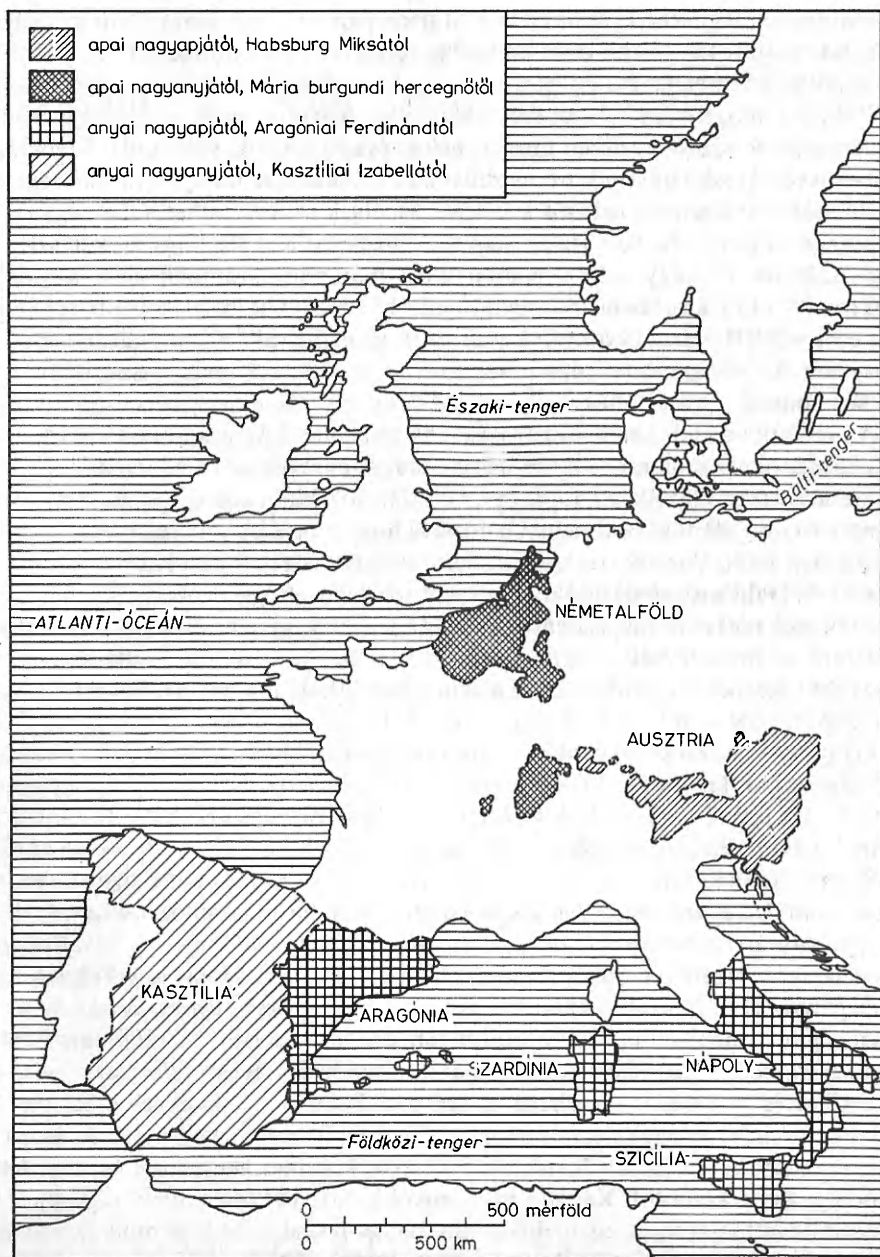 apai nagyapjától, Habsburg Miksától
apai nagyanyjától, Mária burgundi hercegnőtől
anyai nagyapjától, Aragóniai Ferdinándtól
anyai nagyanyjától, Kasztíliai Izabellától
Északi-tenger
Balti-tenger
NÉMETALFÖLD
ATLANTI-ÓCEÁN
AUSZTRIA
KASZTÍLIA
ARAGÓNIA
SZARDÍNIA
NÁPOLY
Földközi-tenger
SZICÍLIA
0 500 mérföld
0 500 km